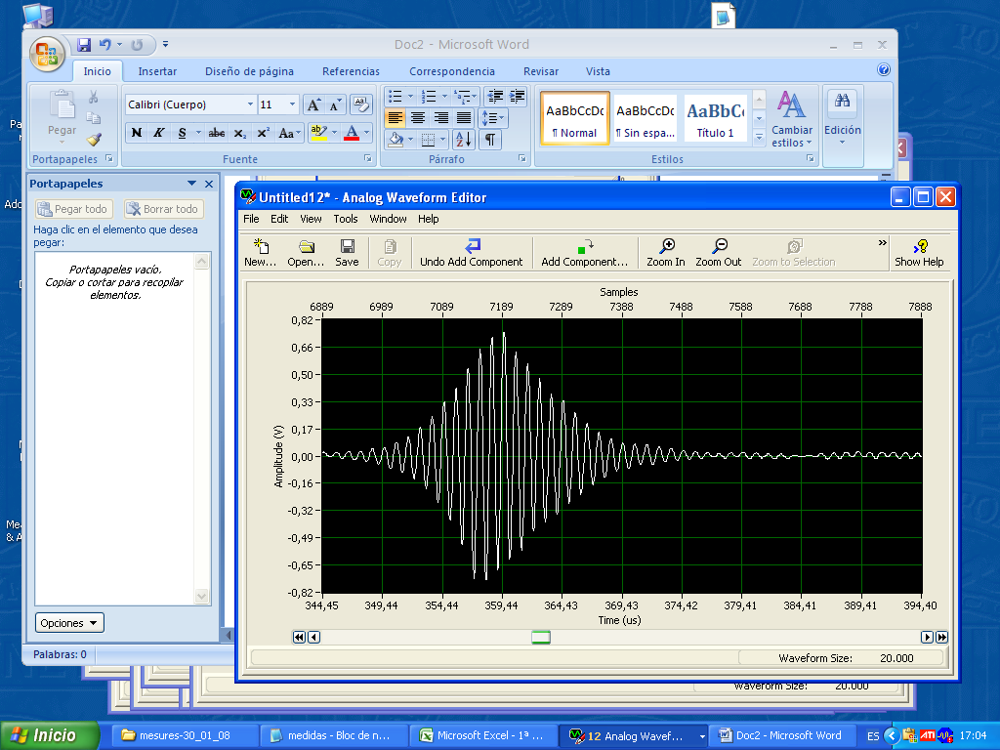 Doc2 - Microsoft Word
Inicio Insertar Diseño de página Referencias Correspondencia Revisar Vista
Pegar
Calibri (Cuerpo) 11
N K S abc x₂ x² Aa
AaBbCcDc AaBbCcDc AaBbC
¶ Normal ¶ Sin espa... Título 1
Cambiar
estilos
Edición
Portapapeles Fuente Párrafo Estilos
Portapapeles
Pegar todo Borrar todo
Haga clic en el elemento que desea
pegar:
Portapapeles vacío.
Copiar o cortar para recopilar
elementos.
Opciones
Palabras: 0
Untitled12* - Analog Waveform Editor
File Edit View Tools Window Help
New... Open... Save Copy Undo Add Component Add Component... Zoom In Zoom Out Zoom to Selection » Show Help
Samples
6889 6989 7089 7189 7289 7388 7488 7588 7688 7788 7888
0,82
0,66
0,50
0,33
0,17
0,00
-0,16
-0,32
-0,49
-0,65
-0,82
Amplitude (V)
344,45 349,44 354,44 359,44 364,43 369,43 374,42 379,41 384,41 389,41 394,40
Time (us)
Waveform Size: 20.000
Waveform Size: 20.000
Inicio mesures-30_01_08 medidas - Bloc de n... Microsoft Excel - 1ª ... 12 Analog Wavef... Doc2 - Microsoft Word ES ATI 17:04